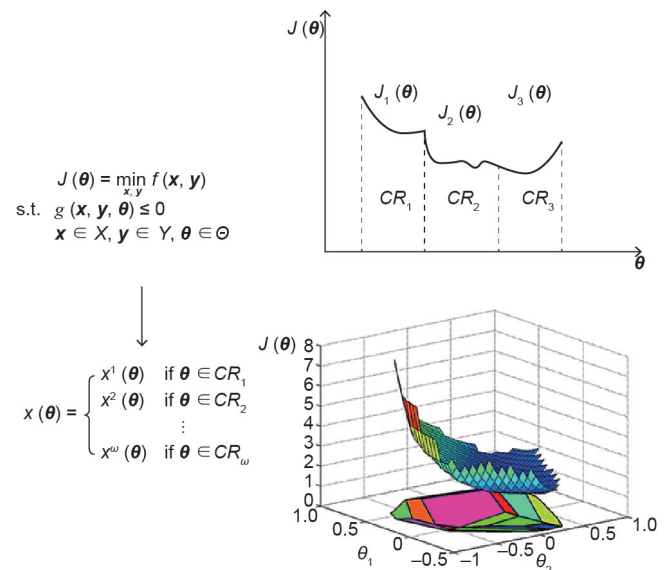 J (θ)
J₁ (θ)
J₂ (θ)
J₃ (θ)
CR₁
CR₂
CR₃
θ
J (θ) = min f (x, y)
x, y
s.t. g (x, y, θ) ≤ 0
x ∈ X, y ∈ Y, θ ∈ Θ
x (θ) =
x¹ (θ) if θ ∈ CR₁
x² (θ) if θ ∈ CR₂
⋮
x^ω (θ) if θ ∈ CR_ω
J (θ)
8
7
6
5
4
3
2
1
0
1.0
0.5
0
–0.5
θ₁
–1
–0.5
0
0.5
1.0
θ₂